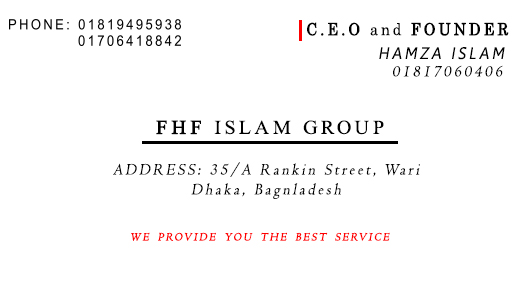 PHONE: 01819495938
01706418842
C.E.O and FOUNDER
HAMZA ISLAM
01817060406
FHF ISLAM GROUP
ADDRESS: 35/A Rankin Street, Wari
Dhaka, Bagnladesh
WE PROVIDE YOU THE BEST SERVICE